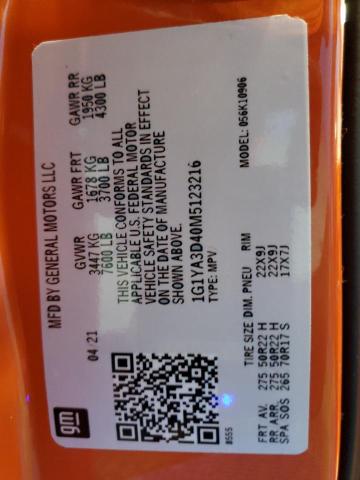 gm
MFD BY GENERAL MOTORS LLC
04/21
GVWR GAWR FRT GAWR RR
3447 KG 1678 KG 1950 KG
7600 LB 3700 LB 4300 LB
THIS VEHICLE CONFORMS TO ALL
APPLICABLE U.S. FEDERAL MOTOR
VEHICLE SAFETY STANDARDS IN EFFECT
ON THE DATE OF MANUFACTURE
SHOWN ABOVE.
1G1YA3D40M5123216
TYPE: MPV
MODEL: 056K10906
TIRE SIZE DIM. PNEU RIM
FRT AV. 275 50R22 H 22X9J
RR ARR. 275 50R22 H 22X9J
SPA SOS 265 70R17 S 17X7J
8555